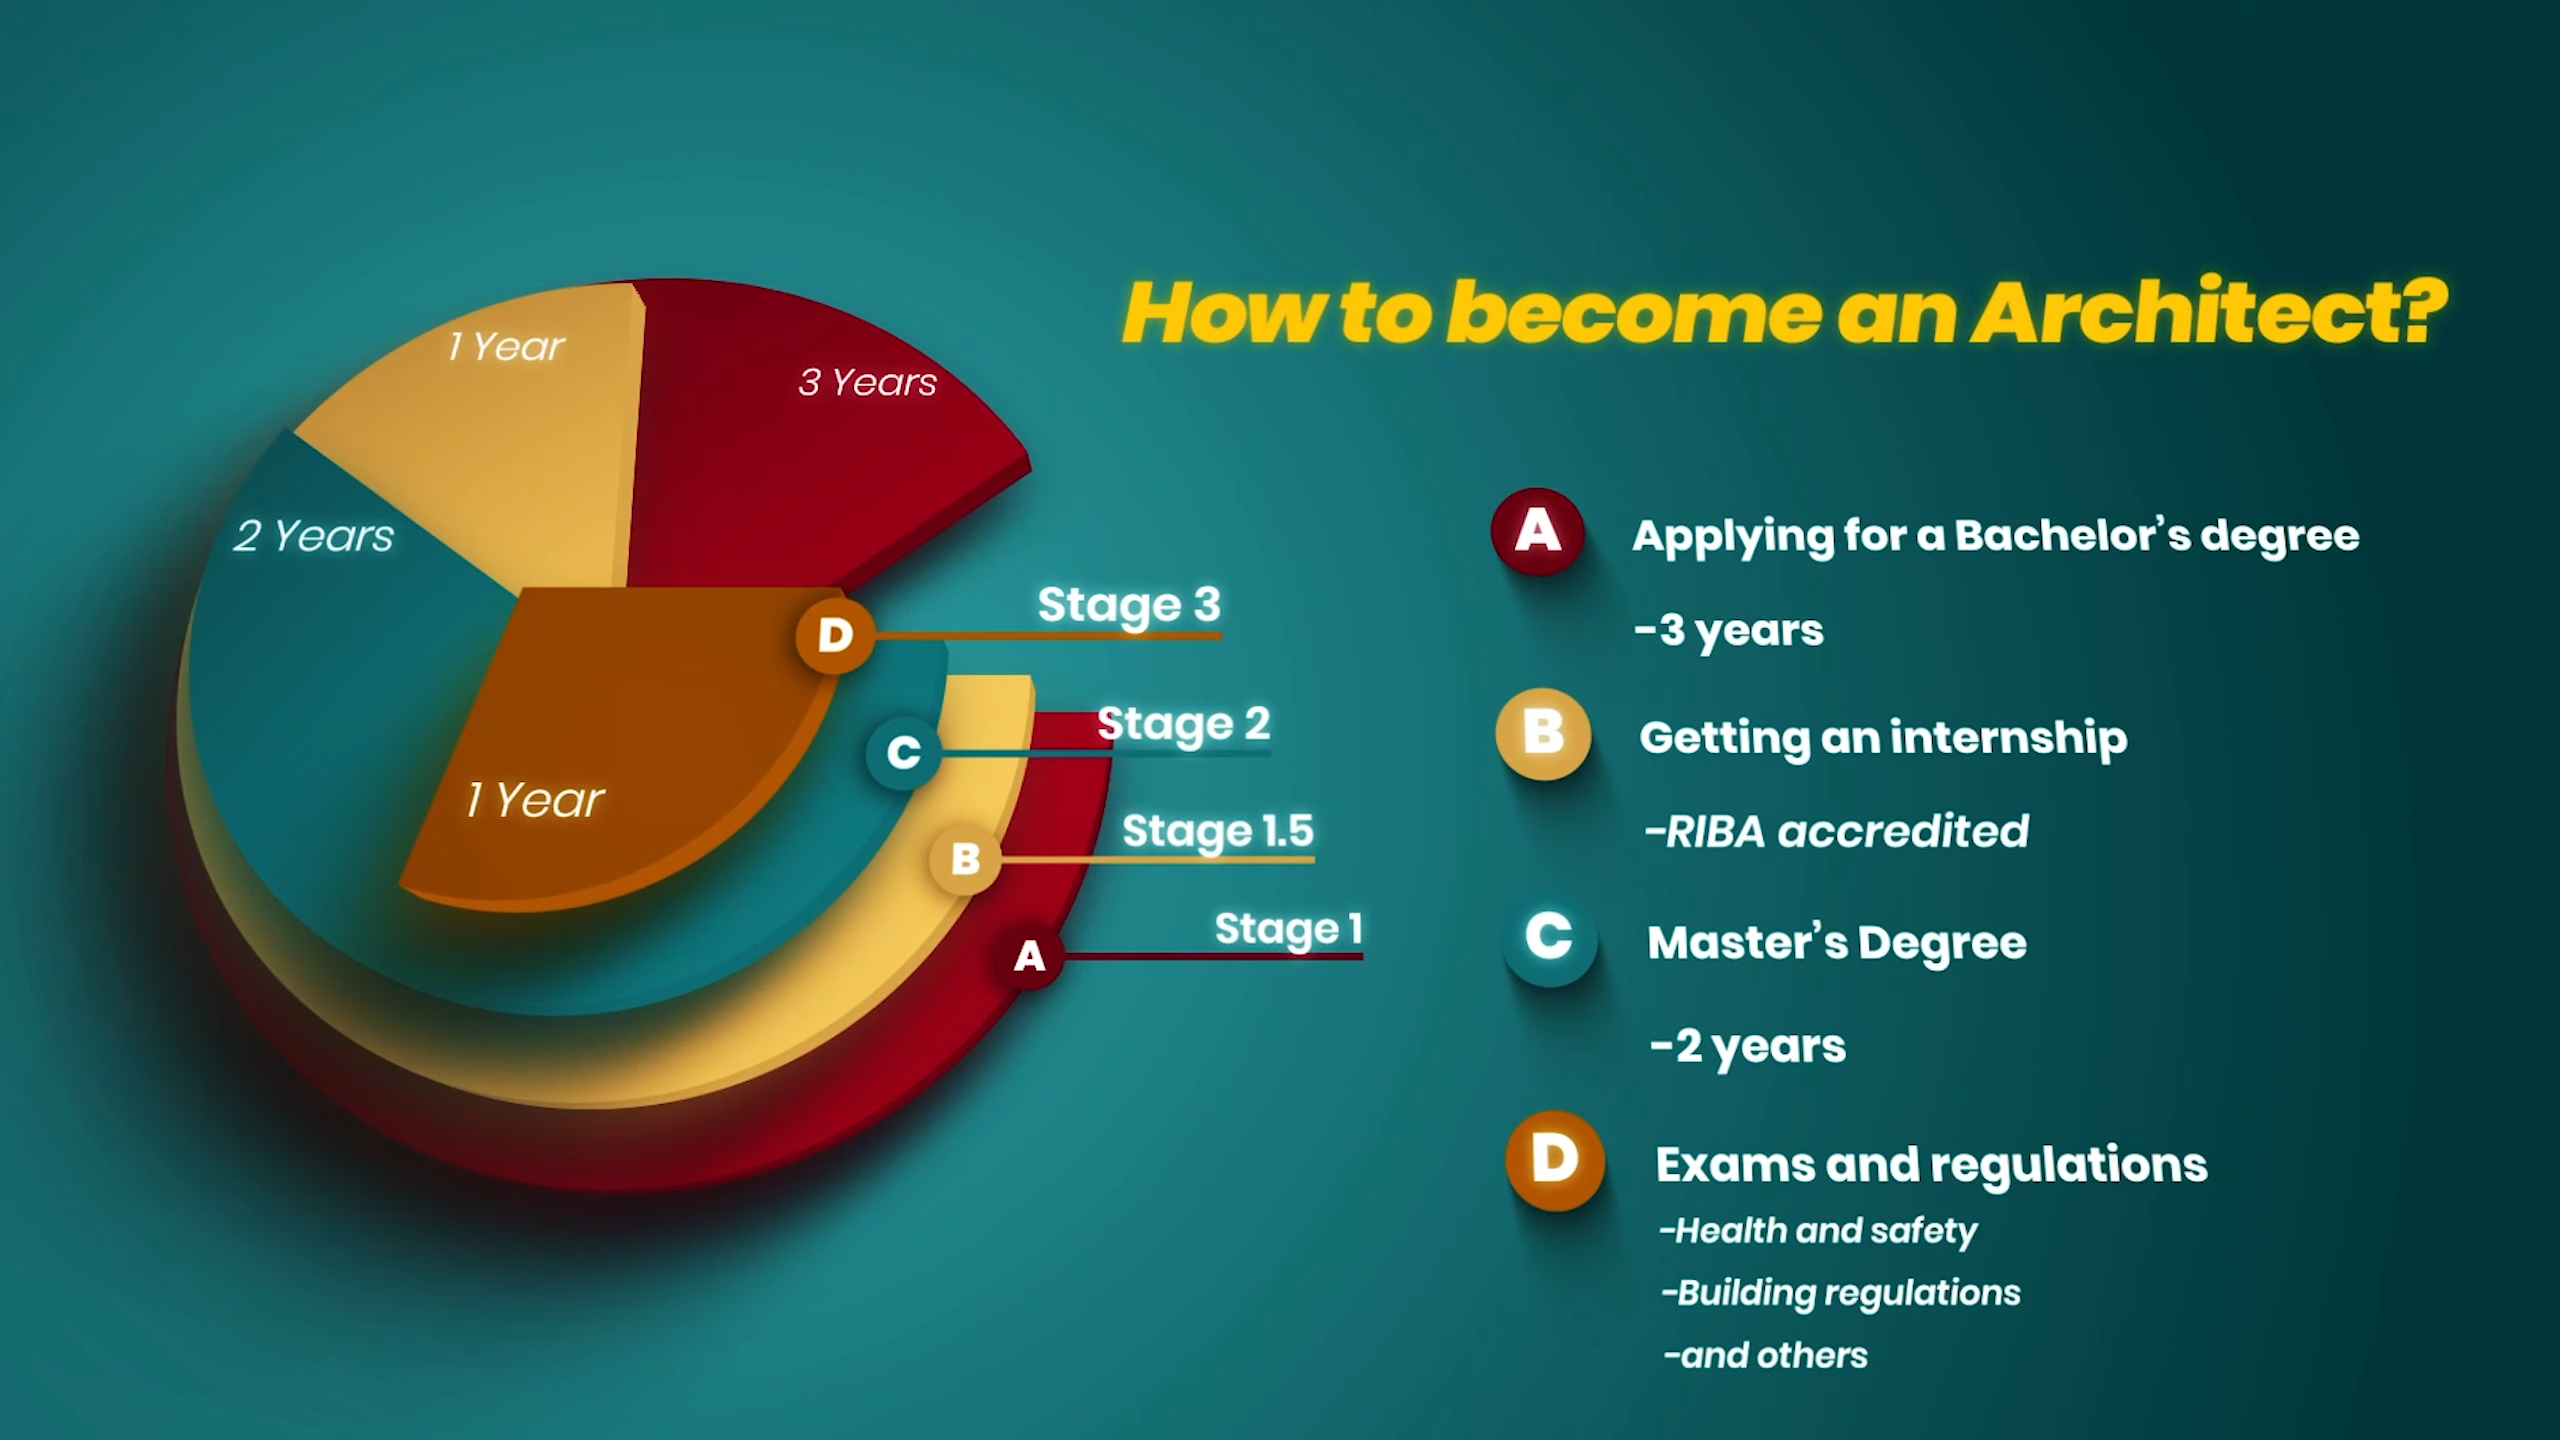 How to become an Architect?
1 Year
3 Years
2 Years
1 Year
D
Stage 3
C
Stage 2
B
Stage 1.5
A
Stage 1
A
Applying for a Bachelor's degree
-3 years
B
Getting an internship
-RIBA accredited
C
Master's Degree
-2 years
D
Exams and regulations
-Health and safety
-Building regulations
-and others